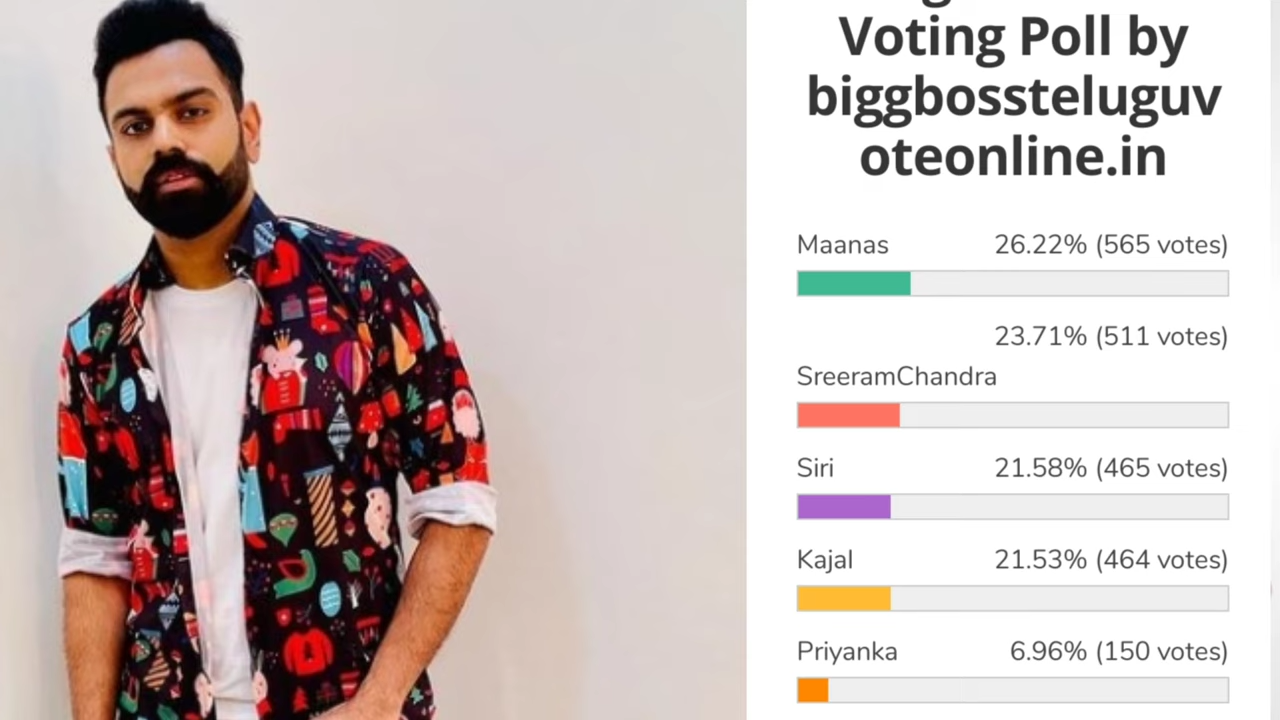 Voting Poll by
biggbossteluguv
oteonline.in
Maanas 26.22% (565 votes)
23.71% (511 votes)
SreeramChandra
Siri 21.58% (465 votes)
Kajal 21.53% (464 votes)
Priyanka 6.96% (150 votes)